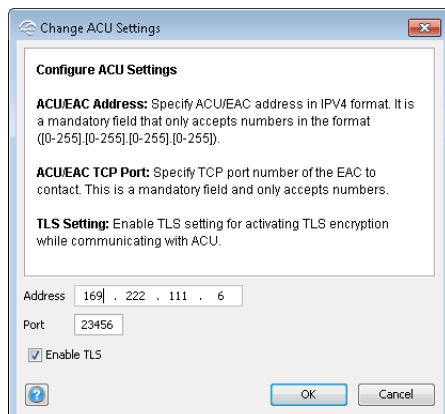 Change ACU Settings
Configure ACU Settings
ACU/EAC Address: Specify ACU/EAC address in IPV4 format. It is
a mandatory field that only accepts numbers in the format
([0-255].[0-255].[0-255].[0-255]).
ACU/EAC TCP Port: Specify TCP port number of the EAC to
contact. This is a mandatory field and only accepts numbers.
TLS Setting: Enable TLS setting for activating TLS encryption
while communicating with ACU.
Address 169 . 222 . 111 . 6
Port 23456
Enable TLS
? OK Cancel